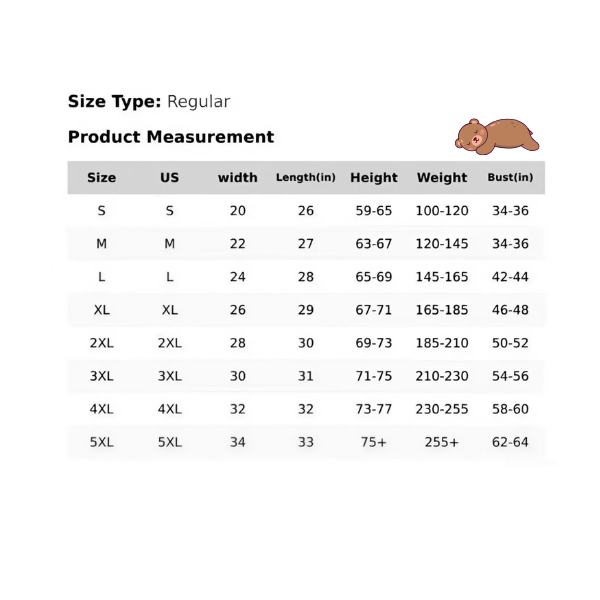 Size Type: Regular
Product Measurement
Size US width Length(in) Height Weight Bust(in)
S S 20 26 59-65 100-120 34-36
M M 22 27 63-67 120-145 34-36
L L 24 28 65-69 145-165 42-44
XL XL 26 29 67-71 165-185 46-48
2XL 2XL 28 30 69-73 185-210 50-52
3XL 3XL 30 31 71-75 210-230 54-56
4XL 4XL 32 32 73-77 230-255 58-60
5XL 5XL 34 33 75+ 255+ 62-64